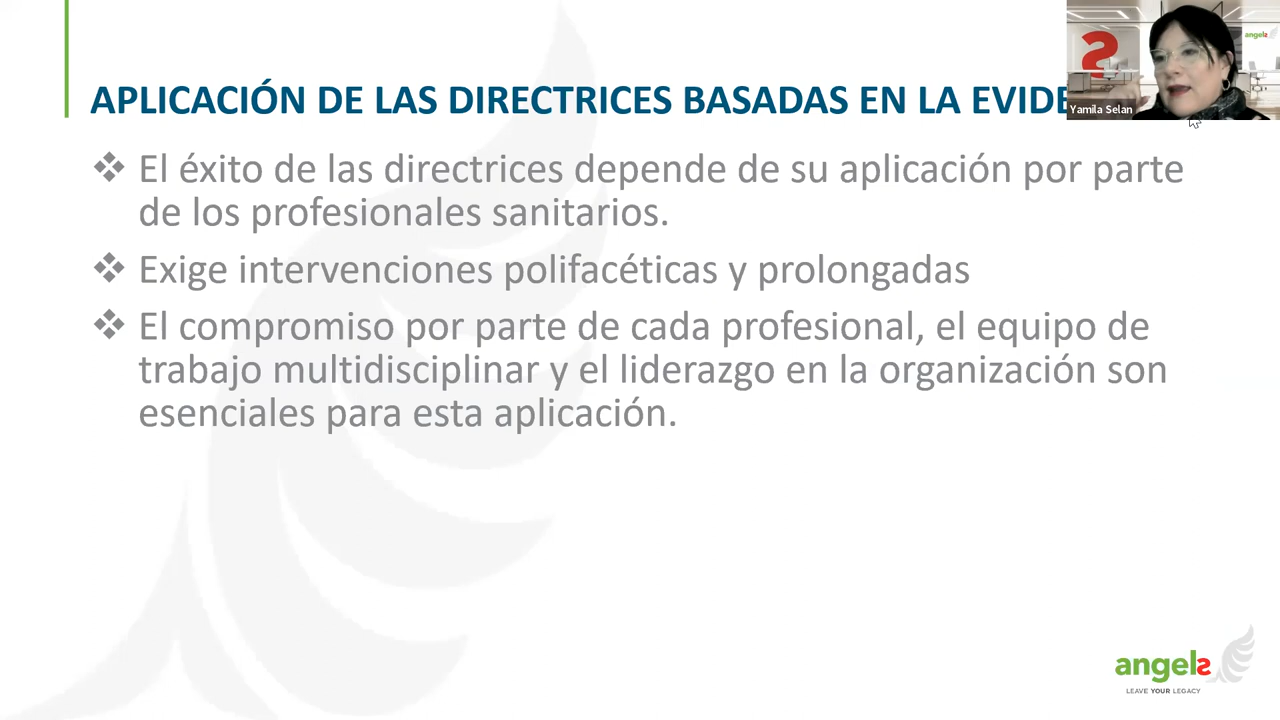 APLICACIÓN DE LAS DIRECTRICES BASADAS EN LA EVIDE
Yamila Selan
angels
❖ El éxito de las directrices depende de su aplicación por parte
de los profesionales sanitarios.
❖ Exige intervenciones polifacéticas y prolongadas
❖ El compromiso por parte de cada profesional, el equipo de
trabajo multidisciplinar y el liderazgo en la organización son
esenciales para esta aplicación.
angels
LEAVE YOUR LEGACY